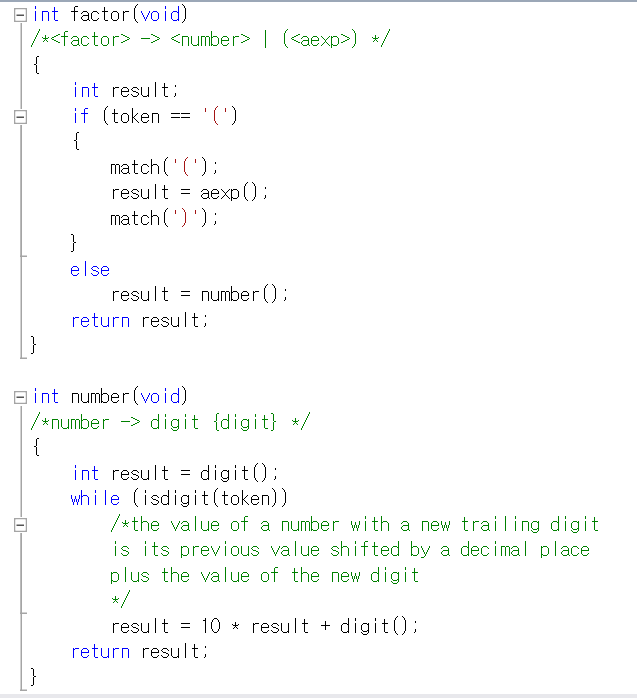 int factor(void)
/*<factor> -> <number> | (<aexp>) */
{
int result;
if (token == '(')
{
match('(');
result = aexp();
match(')');
}
else
result = number();
return result;
}
int number(void)
/*number -> digit {digit} */
{
int result = digit();
while (isdigit(token))
/*the value of a number with a new trailing digit
is its previous value shifted by a decimal place
plus the value of the new digit
*/
result = 10 * result + digit();
return result;
}